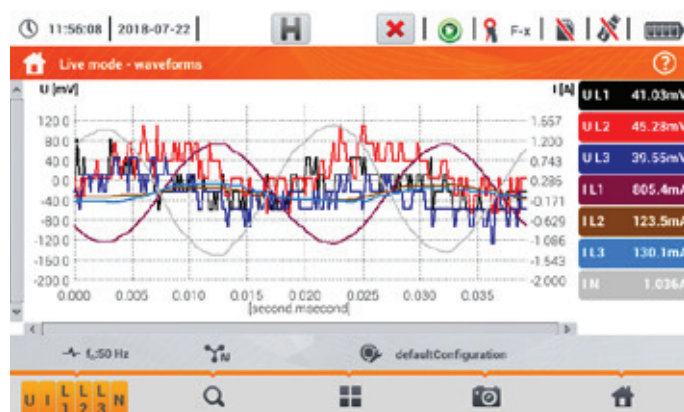 11:56:08 2018-07-22 H F-x
Live mode - waveforms ?
U [mV] I [A]
120.0 1.657
80.0 1.200
40.0 0.743
0.0 0.286
-40.0 -0.171
-80.0 -0.629
-120.0 -1.086
-150.0 -1.543
-200.0 -2.000
0.000 0.005 0.010 0.015 0.020 0.025 0.030 0.035
[second.msecond]
U L1 41.03mV
U L2 45.28mV
U L3 39.55mV
I L1 805.4mA
I L2 123.5mA
I L3 130.1mA
I N 1.036A
fₙ:50 Hz N defaultConfiguration
U I L1 L2 L3 N